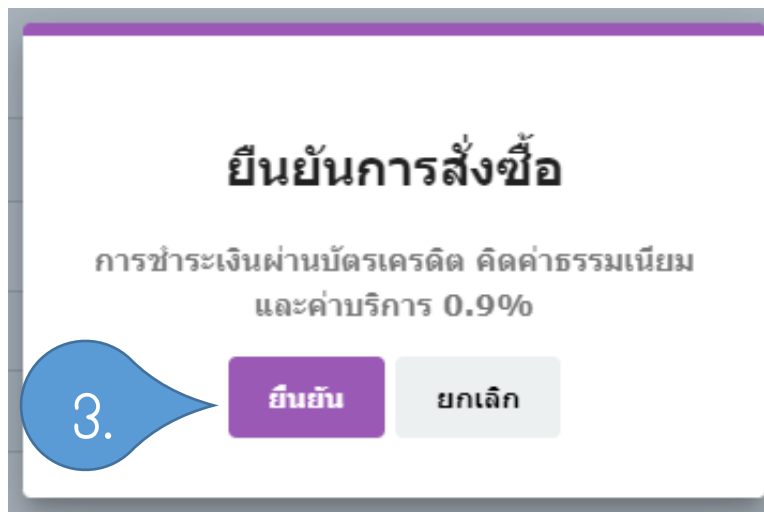 ยืนยันการสั่งซื้อ
การชำระเงินผ่านบัตรเครดิต คิดค่าธรรมเนียม
และค่าบริการ 0.9%
3.
ยืนยัน
ยกเลิก